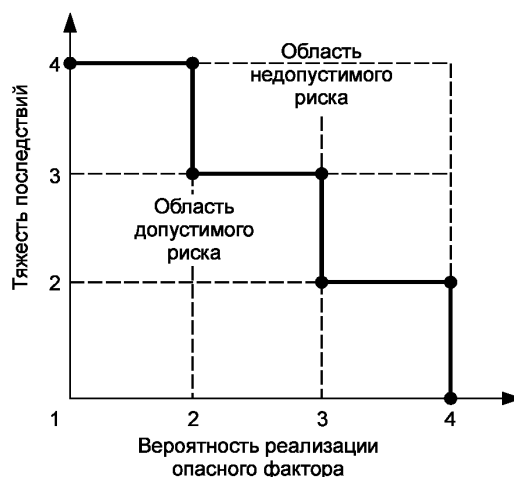 Тяжесть последствий
4
3
2
Область
недопустимого
риска
Область
допустимого
риска
1
2
3
4
Вероятность реализации
опасного фактора